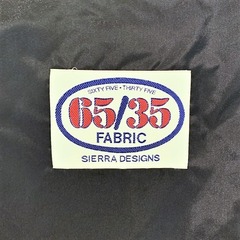 SIXTY FIVE · THIRTY FIVE
65/35
FABRIC
SIERRA DESIGNS